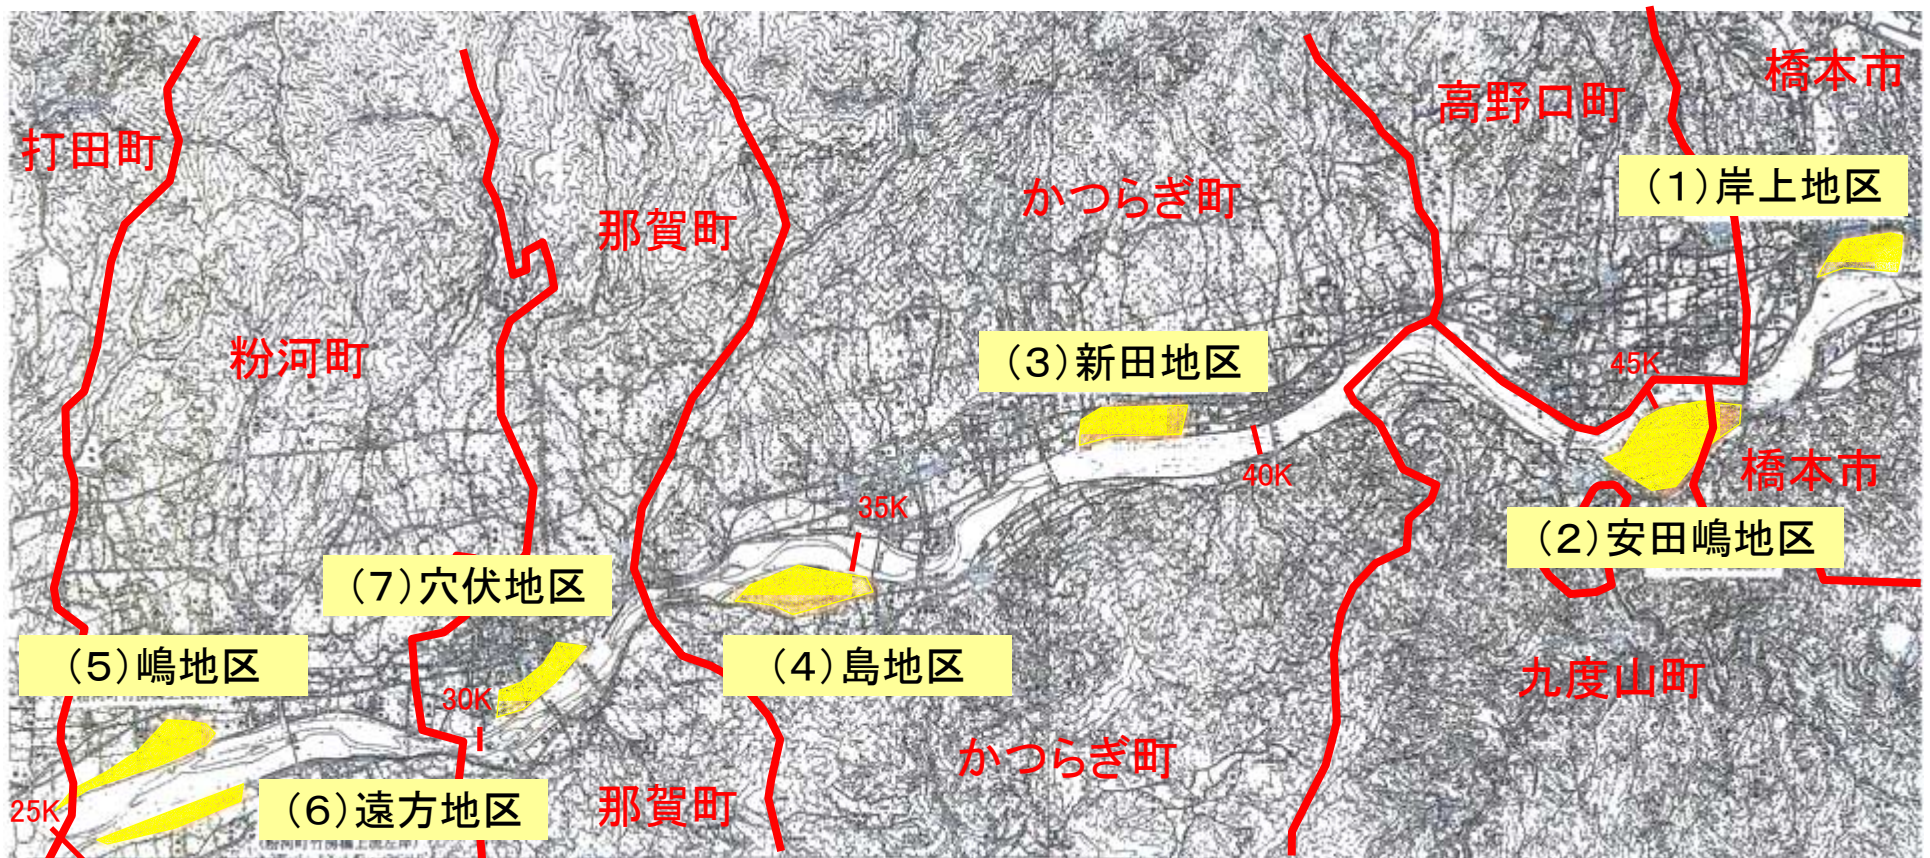 橋本市
高野口町
打田町
(1)岸上地区
かつらぎ町
那賀町
粉河町
(3)新田地区
45K
橋本市
40K
35K
(2)安田嶋地区
(7)穴伏地区
(5)嶋地区
(4)島地区
九度山町
30K
かつらぎ町
25K
(6)遠方地区
那賀町